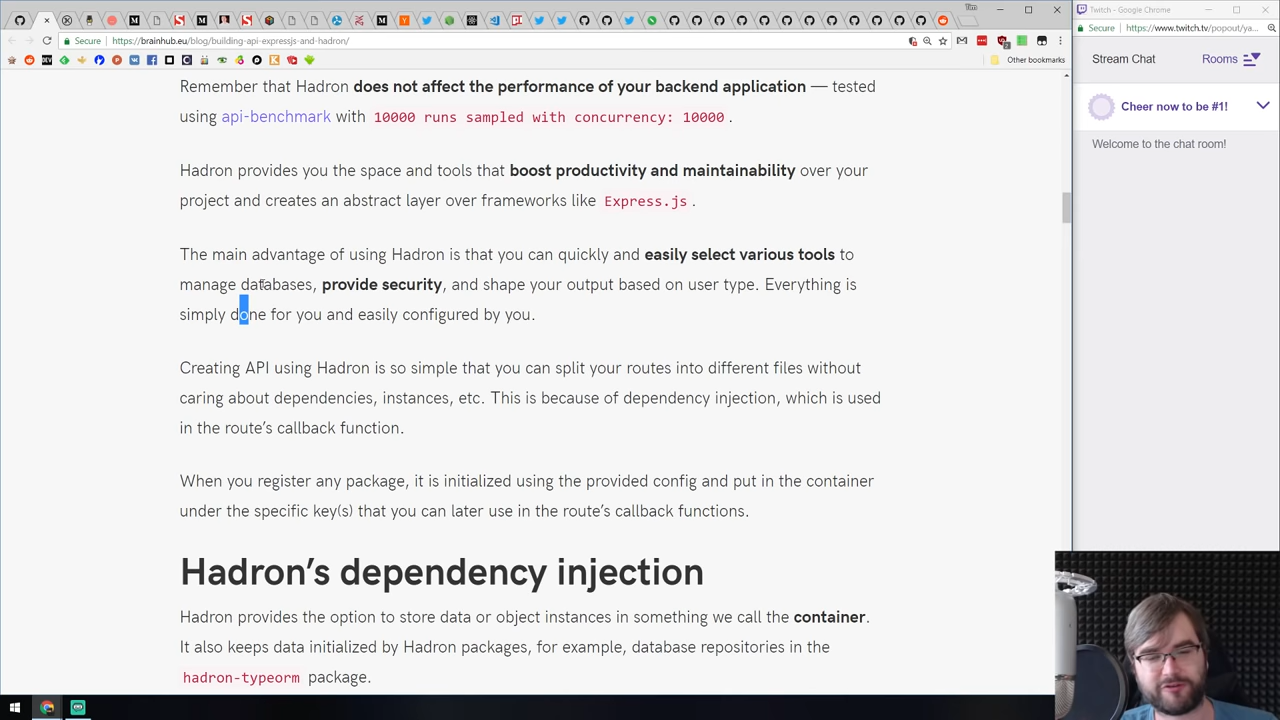 Tim
Secure
https://brainhub.eu/blog/building-api-expressjs-and-hadron/
Other bookmarks
Remember that Hadron does not affect the performance of your backend application — tested
using api-benchmark with 10000 runs sampled with concurrency: 10000.
Hadron provides you the space and tools that boost productivity and maintainability over your
project and creates an abstract layer over frameworks like Express.js.
The main advantage of using Hadron is that you can quickly and easily select various tools to
manage databases, provide security, and shape your output based on user type. Everything is
simply done for you and easily configured by you.
Creating API using Hadron is so simple that you can split your routes into different files without
caring about dependencies, instances, etc. This is because of dependency injection, which is used
in the route’s callback function.
When you register any package, it is initialized using the provided config and put in the container
under the specific key(s) that you can later use in the route’s callback functions.
Hadron’s dependency injection
Hadron provides the option to store data or object instances in something we call the container.
It also keeps data initialized by Hadron packages, for example, database repositories in the
hadron-typeorm package.
Twitch - Google Chrome
Secure
https://www.twitch.tv/popout/ya...
Stream Chat
Rooms
Cheer now to be #1!
Welcome to the chat room!